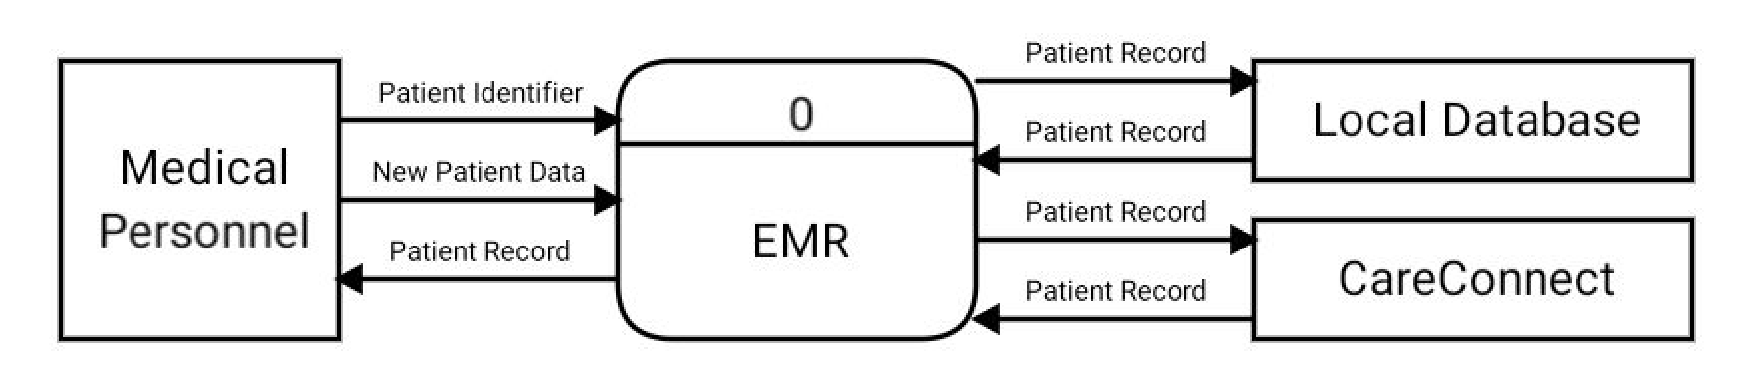 Medical
Personnel
Patient Identifier
New Patient Data
Patient Record
0
EMR
Patient Record
Patient Record
Patient Record
Patient Record
Local Database
CareConnect